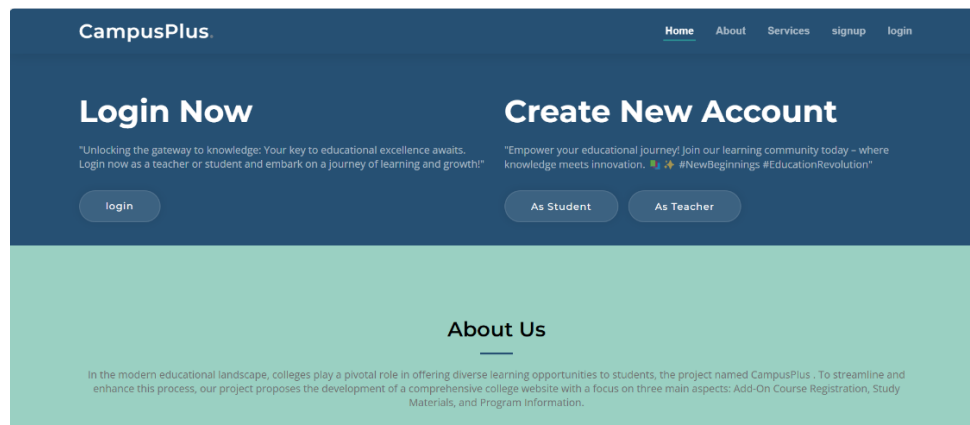 CampusPlus.
Home About Services signup login
Login Now
"Unlocking the gateway to knowledge: Your key to educational excellence awaits.
Login now as a teacher or student and embark on a journey of learning and growth!"
login
Create New Account
"Empower your educational journey! Join our learning community today – where
knowledge meets innovation. 📚✨ #NewBeginnings #EducationRevolution"
As Student As Teacher
About Us
In the modern educational landscape, colleges play a pivotal role in offering diverse learning opportunities to students, the project named CampusPlus . To streamline and
enhance this process, our project proposes the development of a comprehensive college website with a focus on three main aspects: Add-On Course Registration, Study
Materials, and Program Information.